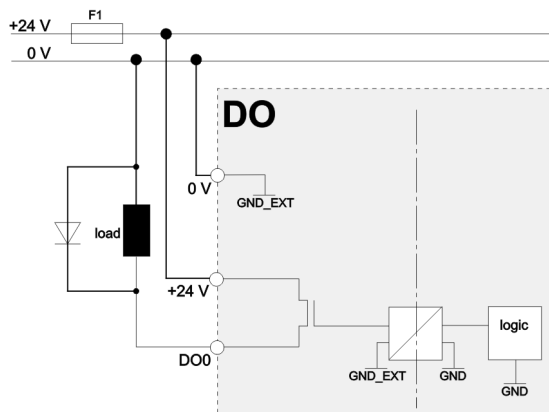 F1
+24 V
0 V
DO
0 V
GND_EXT
load
+24 V
logic
DO0
GND_EXT
GND
GND